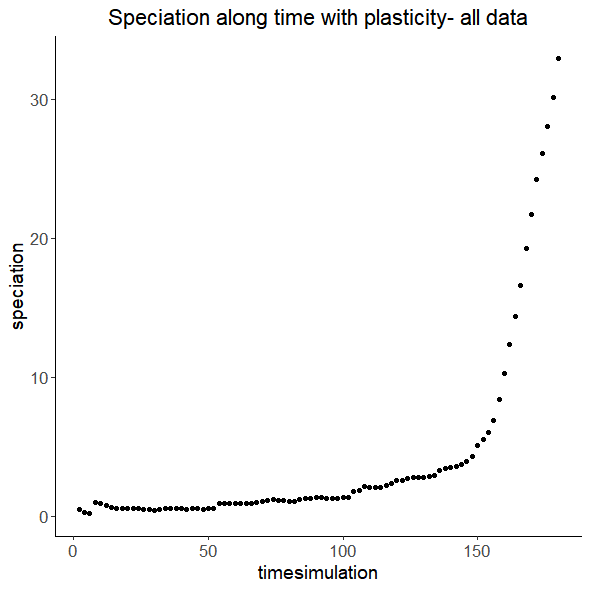 Speciation along time with plasticity- all data
30
20
10
0
speciation
0 50 100 150
timesimulation